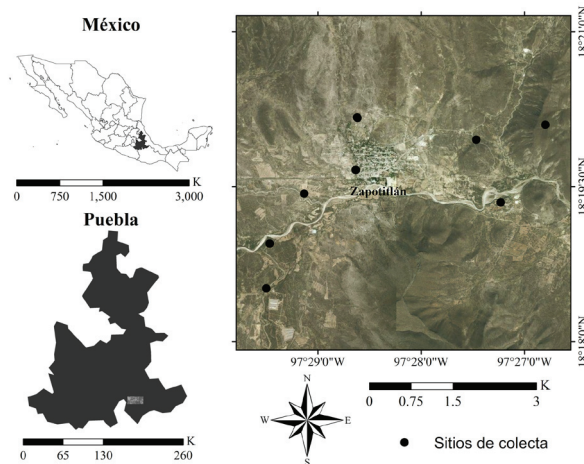 México
K
0 750 1,500 3,000
Puebla
K
0 65 130 260
Zapotitlán
97°29'0"W 97°28'0"W 97°27'0"W
N
W E
S
K
0 0.75 1.5 3
Sitios de colecta